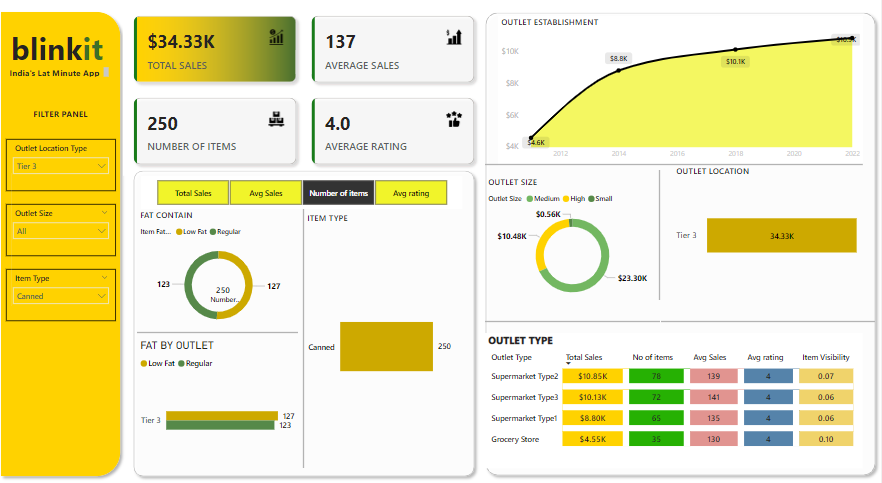 blinkit
India's Lat Minute App
FILTER PANEL
Outlet Location Type
Tier 3
Outlet Size
All
Item Type
Canned
$34.33K
TOTAL SALES
137
AVERAGE SALES
250
NUMBER OF ITEMS
4.0
AVERAGE RATING
Total Sales Avg Sales Number of items Avg rating
FAT CONTAIN
Item Fat... Low Fat Regular
123
250
Number...
127
FAT BY OUTLET
Low Fat Regular
Tier 3
127
123
ITEM TYPE
Canned
250
OUTLET ESTABLISHMENT
$10K
$8K
$6K
$4K
$4.6K
$8.8K
$10.1K
2012 2014 2016 2018 2020 2022
OUTLET SIZE
Outlet Size Medium High Small
$0.56K
$10.48K
$23.30K
OUTLET LOCATION
Tier 3
34.33K
OUTLET TYPE
Outlet Type Total Sales No of items Avg Sales Avg rating Item Visibility
Supermarket Type2 $10.85K 78 139 4 0.07
Supermarket Type3 $10.13K 72 141 4 0.06
Supermarket Type1 $8.80K 65 135 4 0.06
Grocery Store $4.55K 35 130 4 0.10